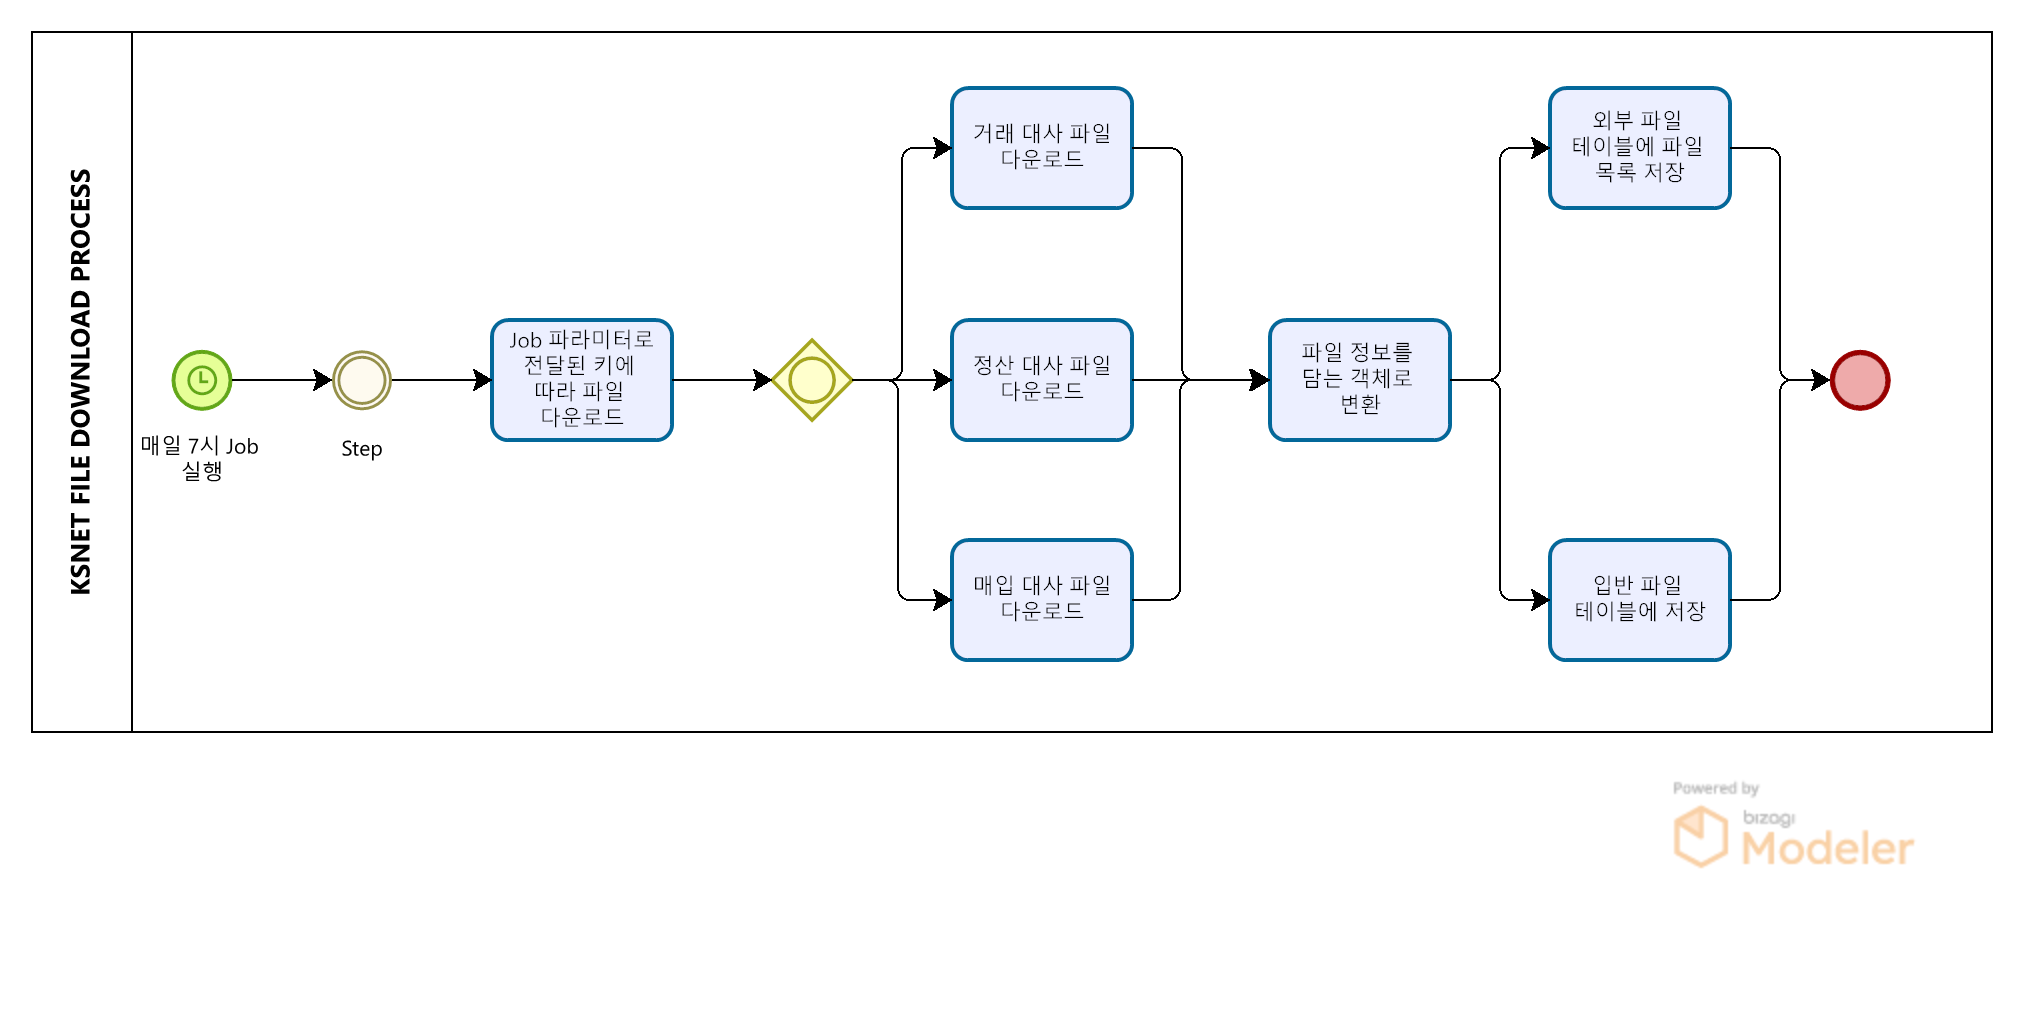 KSNET FILE DOWNLOAD PROCESS
매일 7시 Job
실행
Step
Job 파라미터로
전달된 키에
따라 파일
다운로드
거래 대사 파일
다운로드
정산 대사 파일
다운로드
매입 대사 파일
다운로드
파일 정보를
담는 객체로
변환
외부 파일
테이블에 파일
목록 저장
입반 파일
테이블에 저장
Powered by
bizagi
Modeler